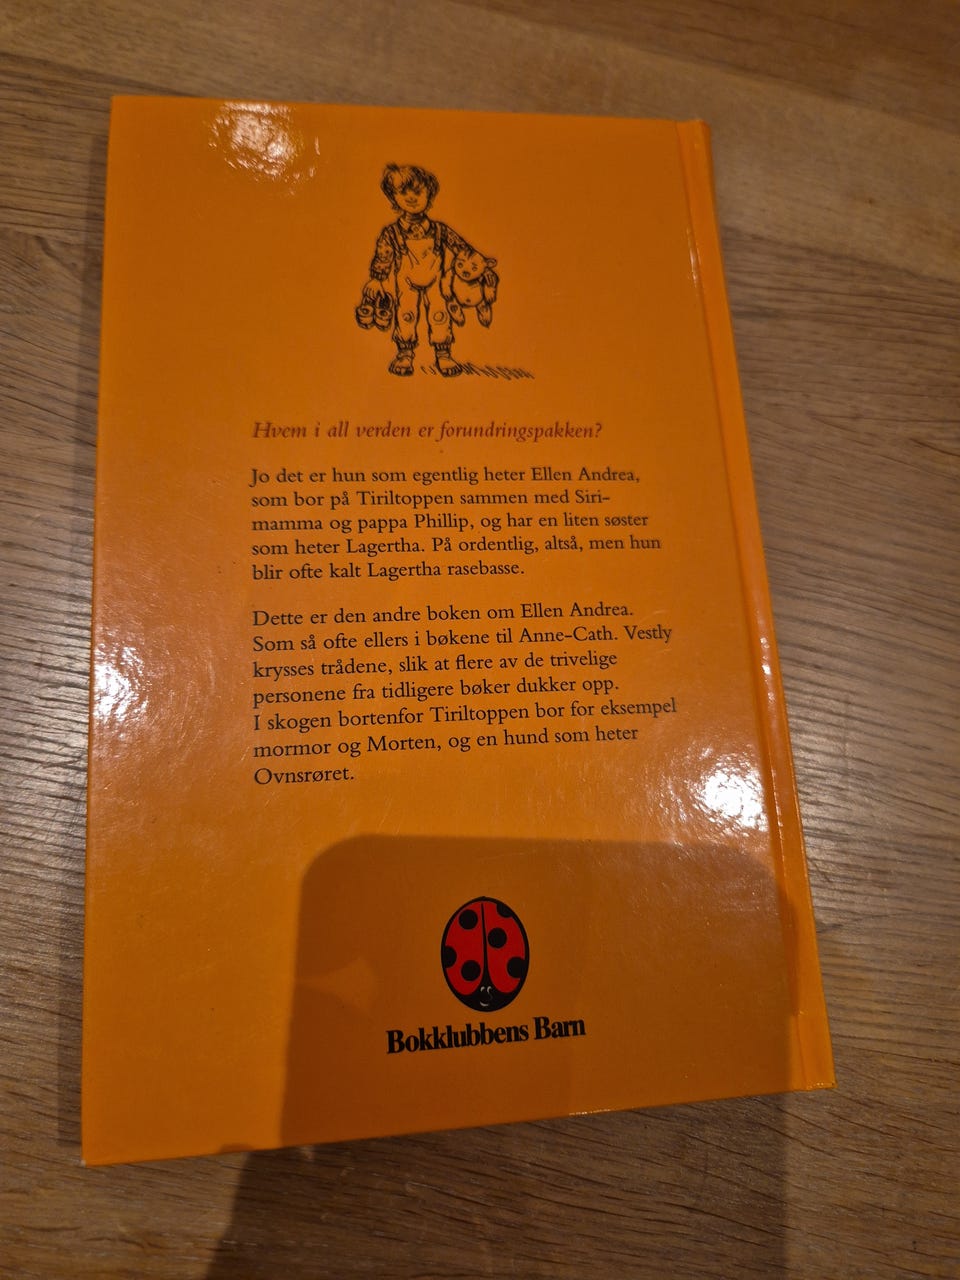 Hvem i all verden er forundringspakken?
Jo det er hun som egentlig heter Ellen Andrea,
som bor på Tiriltoppen sammen med Siri-
mamma og pappa Phillip, og har en liten søster
som heter Lagertha. På ordentlig, altså, men hun
blir ofte kalt Lagertha rasebasse.
Dette er den andre boken om Ellen Andrea.
Som så ofte ellers i bøkene til Anne-Cath. Vestly
krysses trådene, slik at flere av de trivelige
personene fra tidligere bøker dukker opp.
I skogen bortenfor Tiriltoppen bor for eksempel
mormor og Morten, og en hund som heter
Ovnsrøret.
Bokklubbens Barn